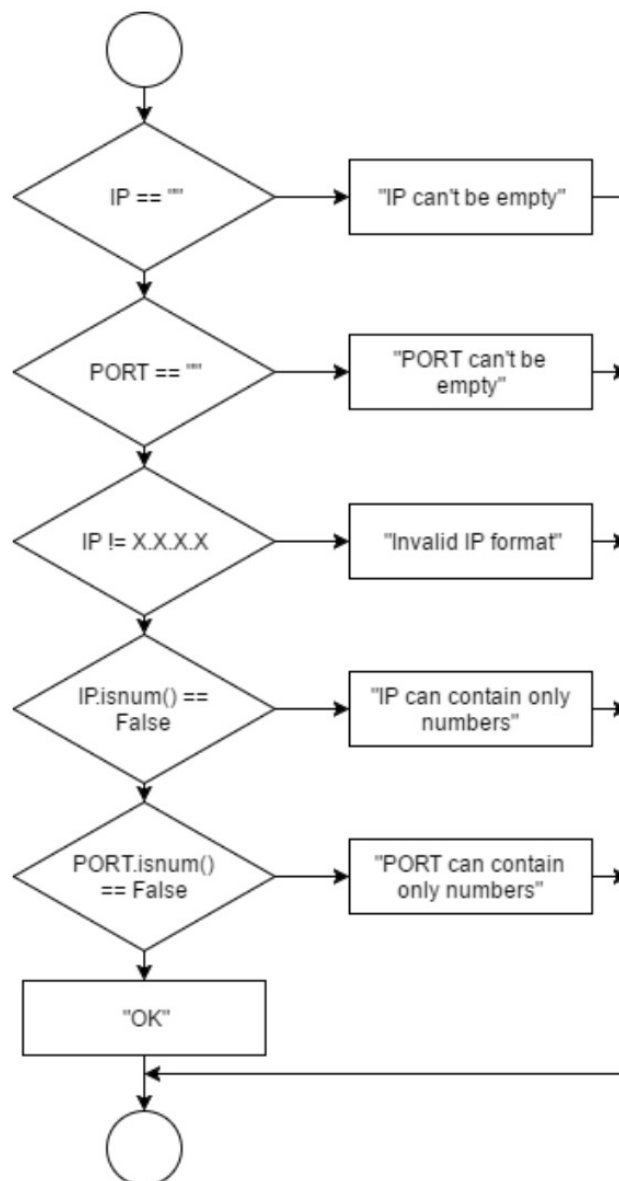 IP == ""
"IP can't be empty"
PORT == ""
"PORT can't be
empty"
IP != X.X.X.X
"Invalid IP format"
IP.isnum() ==
False
"IP can contain only
numbers"
PORT.isnum()
== False
"PORT can contain
only numbers"
"OK"